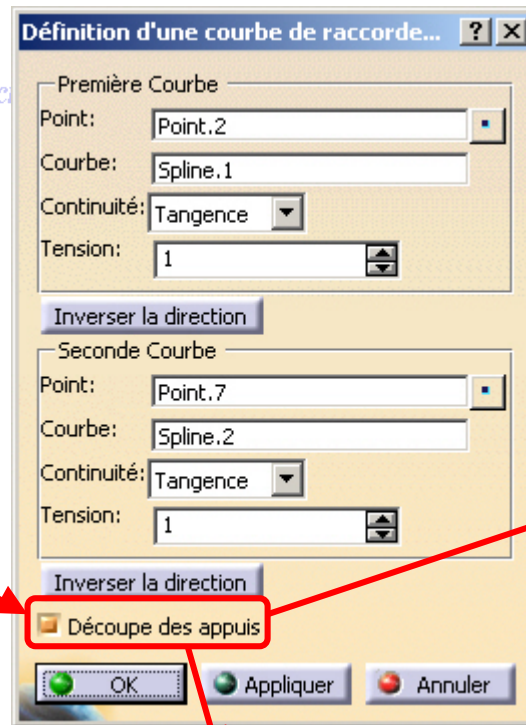 Définition d'une courbe de raccorde... ? X
Première Courbe
Point: Point.2
Courbe: Spline.1
Continuité: Tangence
Tension: 1
Inverser la direction
Seconde Courbe
Point: Point.7
Courbe: Spline.2
Continuité: Tangence
Tension: 1
Inverser la direction
Découpe des appuis
OK Appliquer Annuler